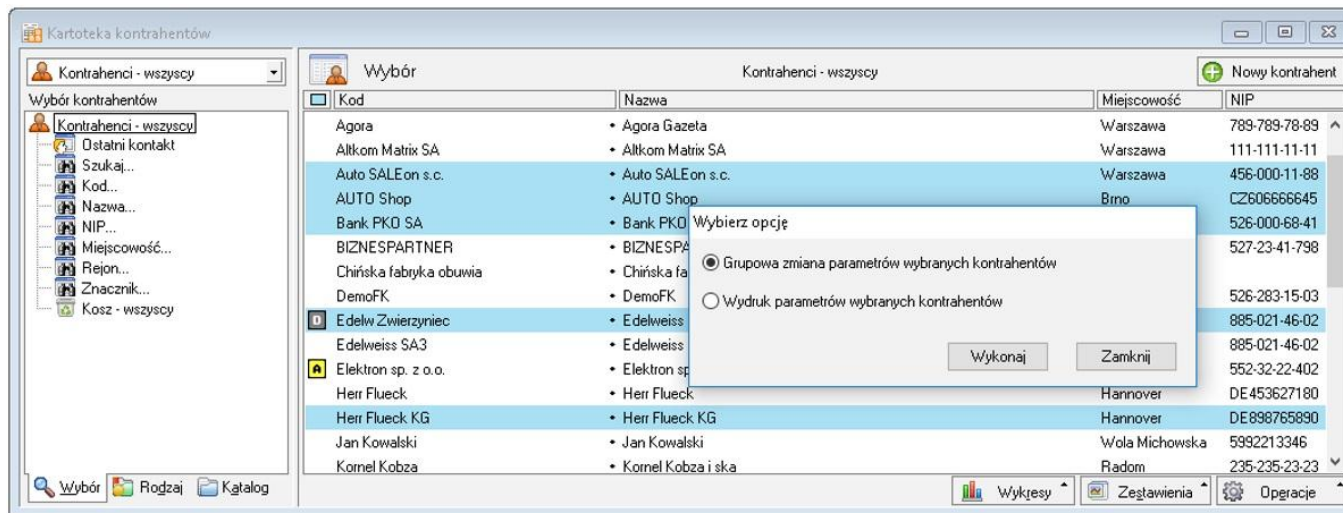 Kartoteka kontrahentów
Kontrahenci - wszyscy
Wybór kontrahentów
Kontrahenci - wszyscy
Ostatni kontakt
Szukaj...
Kod...
Nazwa...
NIP...
Miejscowość...
Rejon...
Znacznik...
Kosz - wszyscy
Wybór Rodzaj Katalog
Wybór Kontrahenci - wszyscy Nowy kontrahent
Kod Nazwa Miejscowość NIP
Agora • Agora Gazeta Warszawa 789-789-78-89
Altkom Matrix SA • Altkom Matrix SA Warszawa 111-111-11-11
Auto SALEon s.c. • Auto SALEon s.c. Warszawa 456-000-11-88
AUTO Shop • AUTO Shop Brno CZ606666645
Bank PKO SA • Bank PKO 526-000-68-41
BIZNESPARTNER • BIZNESPA 527-23-41-798
Chińska fabryka obuwia • Chińska fa
DemoFK • DemoFK 526-283-15-03
Edelw Zwierzyniec • Edelweiss 885-021-46-02
Edelweiss SA3 • Edelweiss 885-021-46-02
A Elektron sp. z o.o. • Elektron sp 552-32-22-402
Herr Flueck • Herr Flueck Hannover DE453627180
Herr Flueck KG • Herr Flueck KG Hannover DE898765890
Jan Kowalski • Jan Kowalski Wola Michowska 5992213346
Kornel Kobza • Kornel Kobza i ska Radom 235-235-23-23
Wybierz opcję
Grupowa zmiana parametrów wybranych kontrahentów
Wydruk parametrów wybranych kontrahentów
Wykonaj Zamknij
Wykresy Zestawienia Operacje